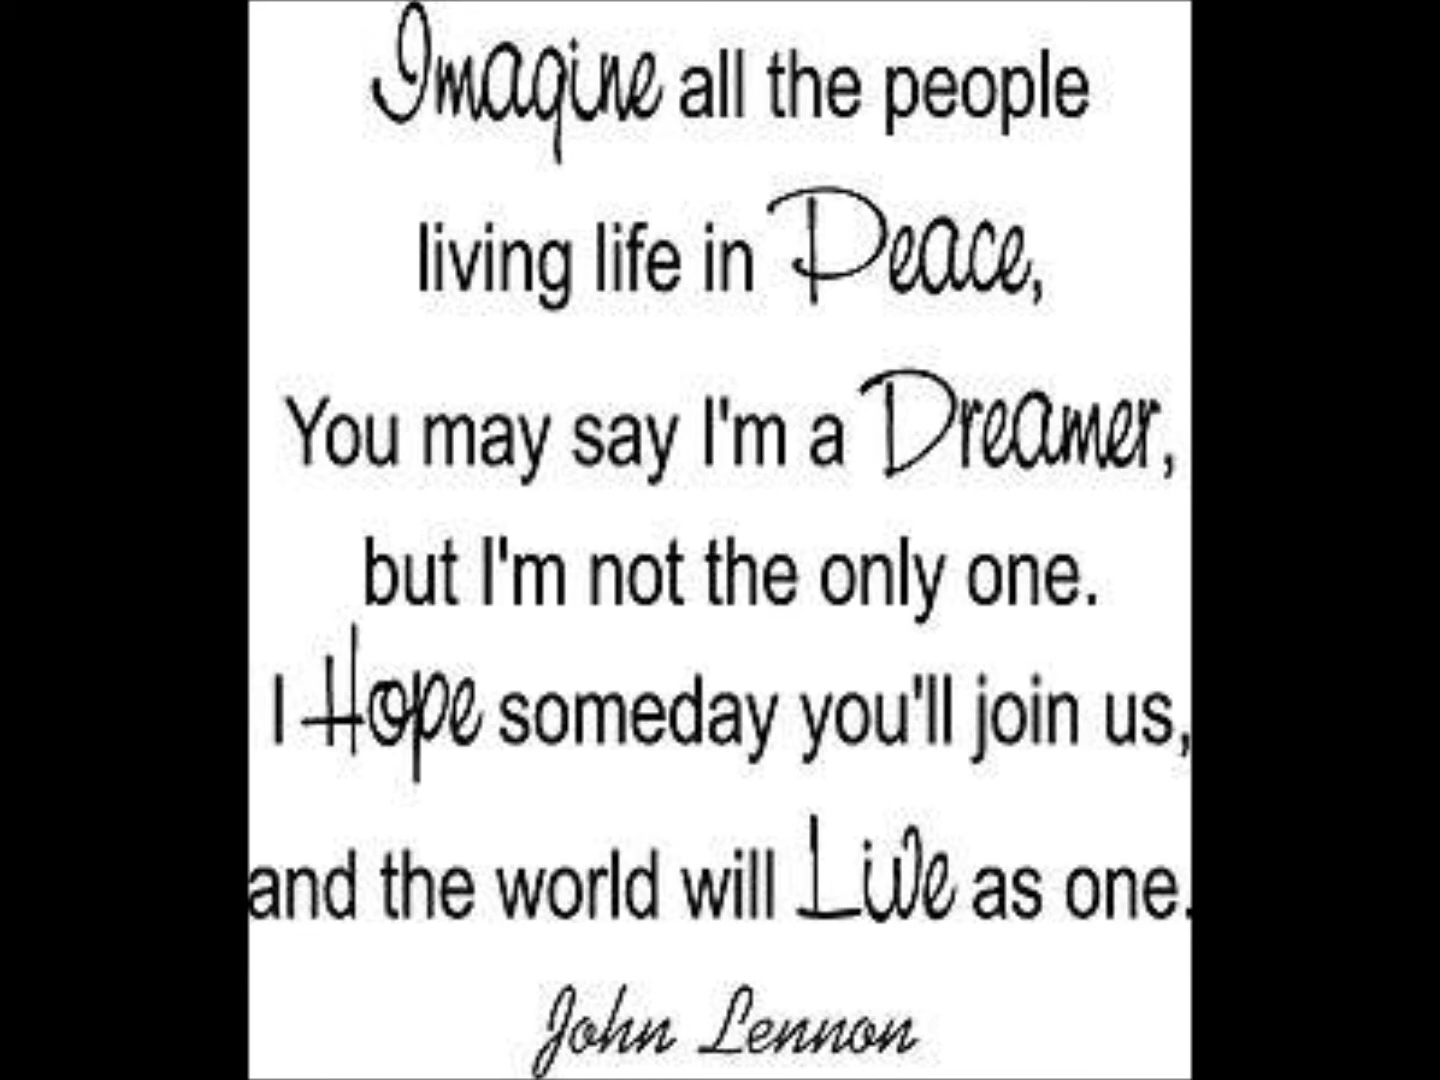 Imagine all the people
living life in Peace,
You may say I'm a Dreamer,
but I'm not the only one.
I Hope someday you'll join us,
and the world will Live as one.
John Lennon